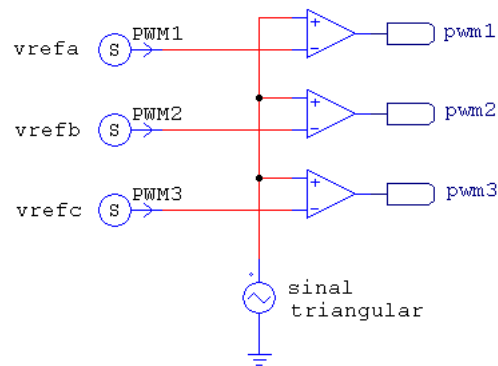 PWM1
pwm1
vrefa
S
+
−
PWM2
pwm2
vrefb
S
+
−
PWM3
pwm3
vrefc
S
+
−
sinal
triangular